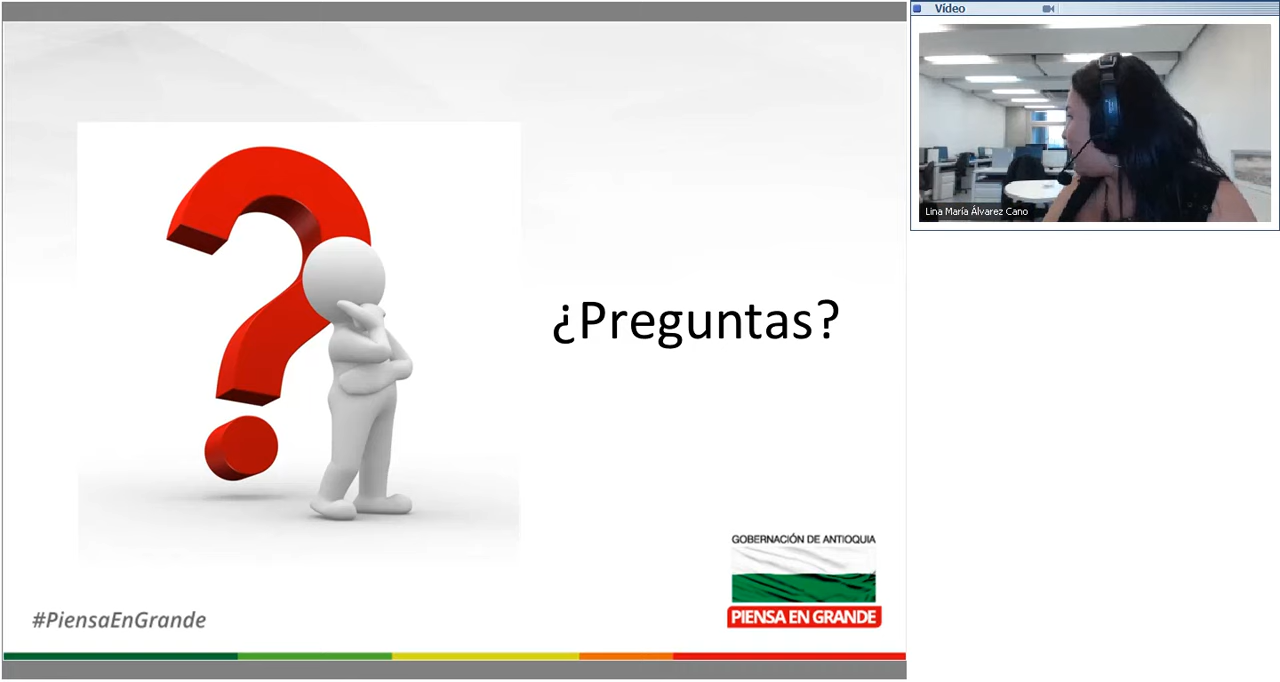 ¿Preguntas?
GOBERNACIÓN DE ANTIOQUIA
PIENSA EN GRANDE
#PiensaEnGrande
Vídeo
Lina María Álvarez Cano